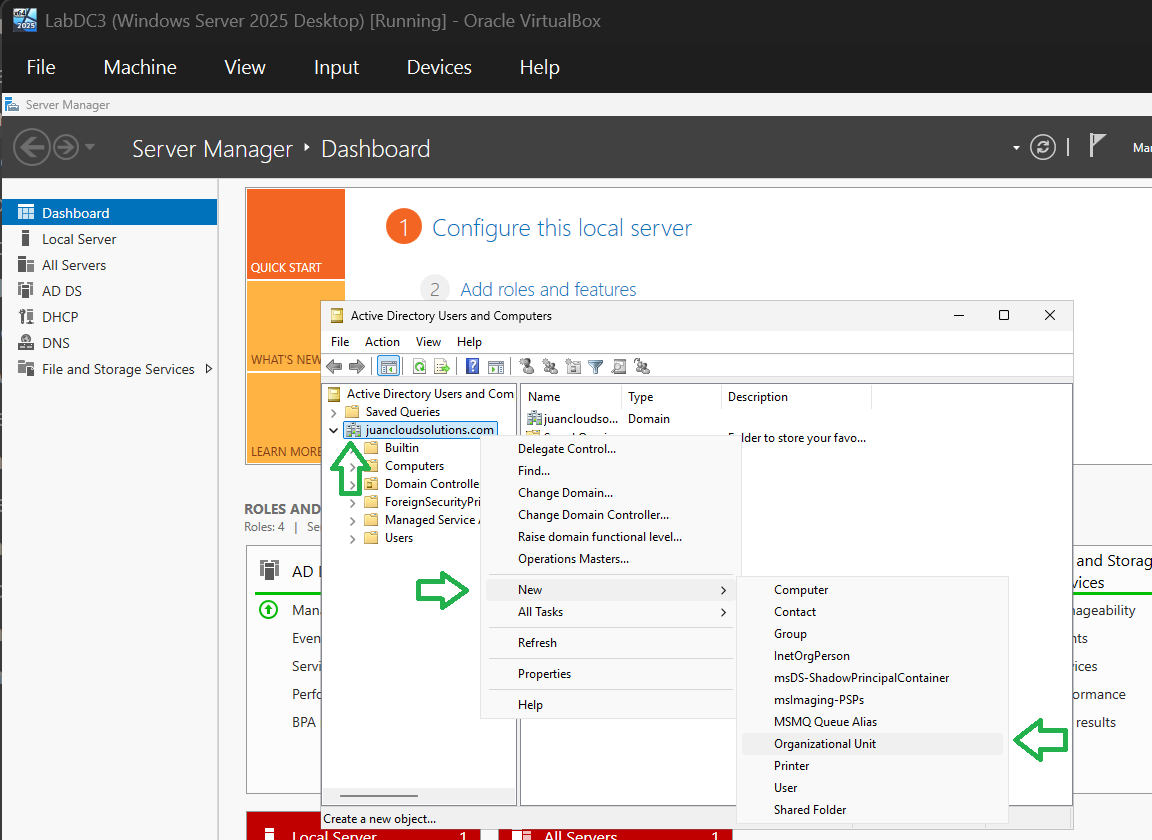 LabDC3 (Windows Server 2025 Desktop) [Running] - Oracle VirtualBox
File Machine View Input Devices Help
Server Manager
Server Manager Dashboard
Dashboard
Local Server
All Servers
AD DS
DHCP
DNS
File and Storage Services
1 Configure this local server
QUICK START
2 Add roles and features
WHAT'S NEW
LEARN MORE
ROLES AND
Roles: 4 |
AD
Active Directory Users and Computers
File Action View Help
Active Directory Users and Com
Saved Queries
juancloudsolutions.com
Builtin
Computers
Domain Controlle
ForeignSecurityPri
Managed Service
Users
Name Type Description
juancloudso... Domain
Folder to store your favo...
Delegate Control...
Find...
Change Domain...
Change Domain Controller...
Raise domain functional level...
Operations Masters...
New
All Tasks
Refresh
Properties
Help
Computer
Contact
Group
InetOrgPerson
msDS-ShadowPrincipalContainer
msImaging-PSPs
MSMQ Queue Alias
Organizational Unit
Printer
User
Shared Folder
Create a new object...
and Storag
BPA
results
Local Server 1
All Servers 1